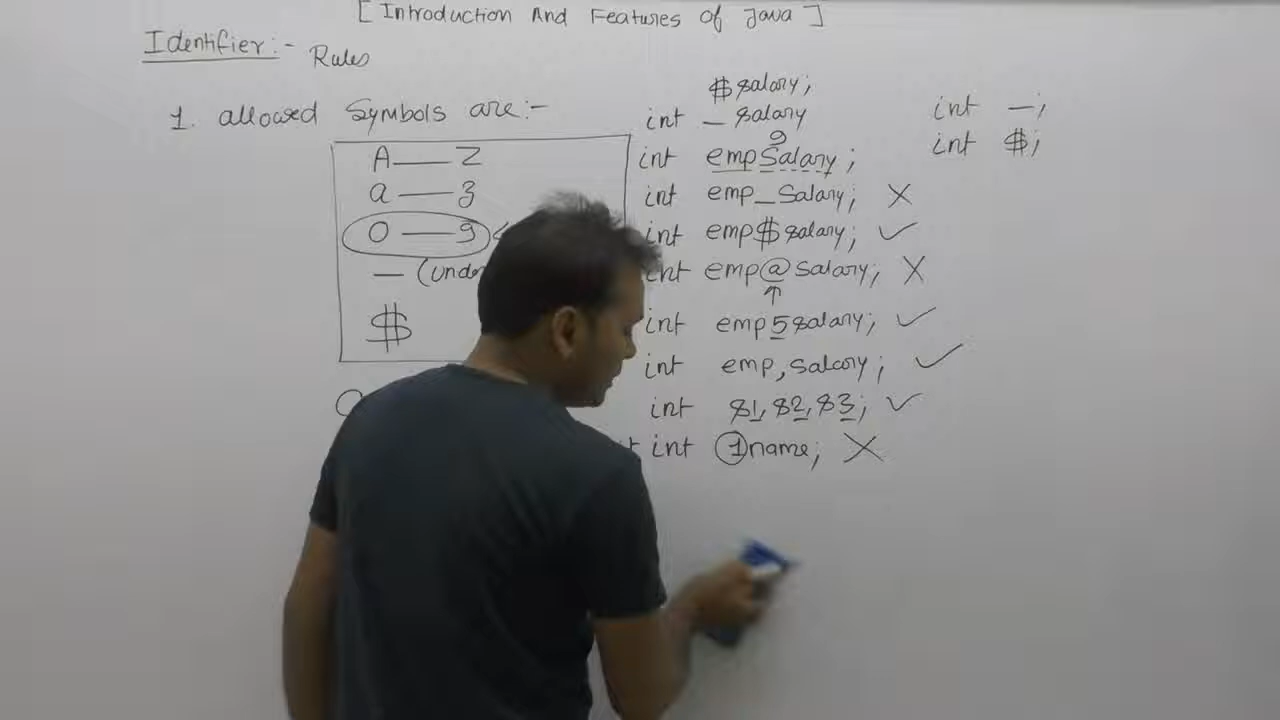 [ Introduction And Features of Java ]
Identifier:- Rules
1. allowed Symbols are:-
A — Z
a — z
0 — 9
_ (unde
$
$ salary;
int _ salary
int empSalary;
int emp_Salary; X
int emp$salary; ✓
int emp@salary; X
↑
int emp5salary; ✓
int emp,salary; ✓
int s1,s2,s3; ✓
int 1name; X
int _;
int $;